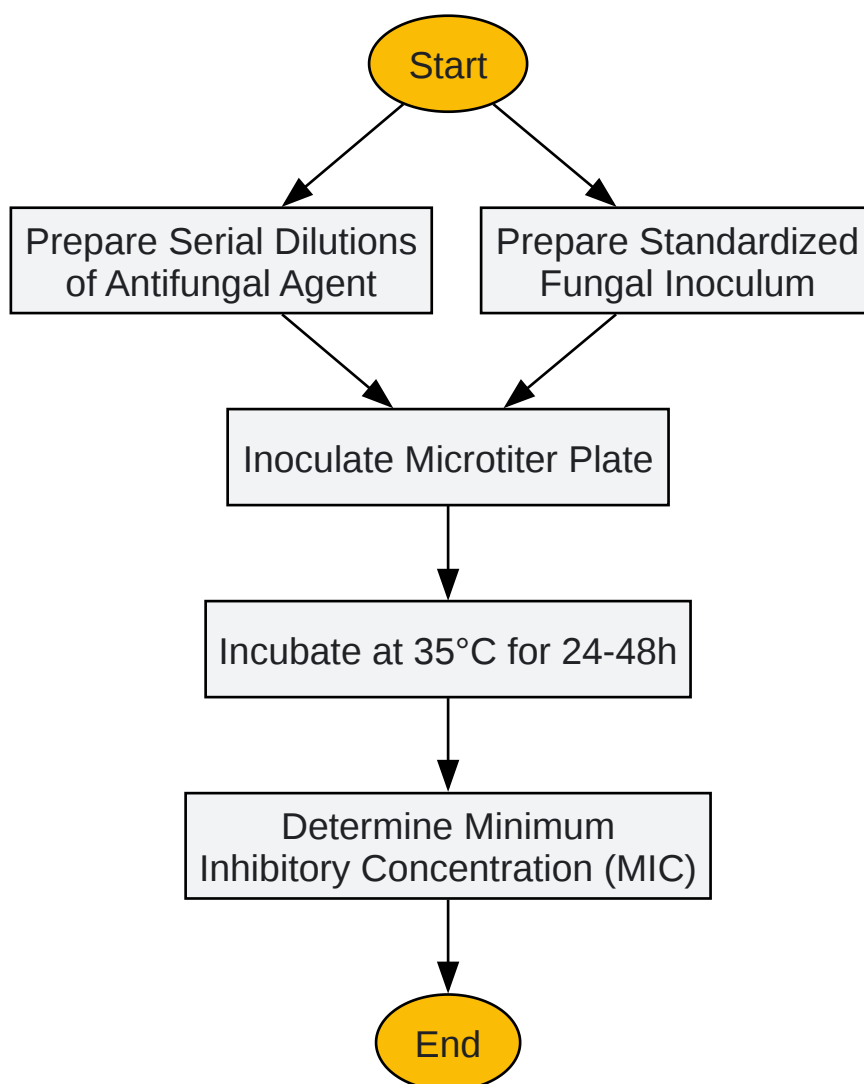 Start
Prepare Serial Dilutions
of Antifungal Agent
Prepare Standardized
Fungal Inoculum
Inoculate Microtiter Plate
Incubate at 35°C for 24-48h
Determine Minimum
Inhibitory Concentration (MIC)
End